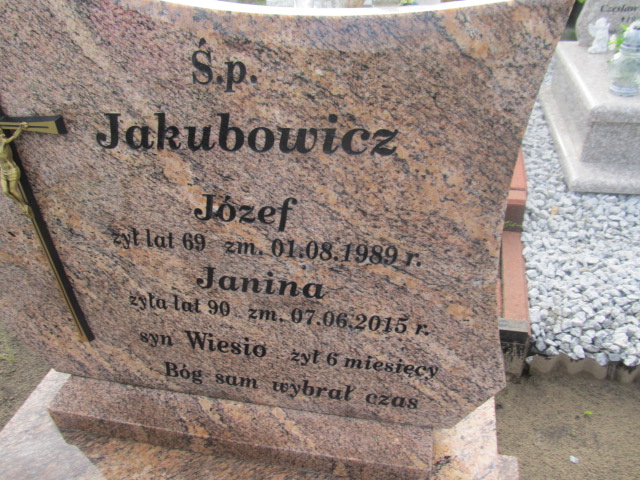 Ś.p.
Jakubowicz
Józef
żył lat 69 zm. 01.08.1989 r.
Janina
żyła lat 90 zm. 07.06.2015 r.
syn Wiesio żył 6 miesięcy
Bóg sam wybrał czas
Czesław